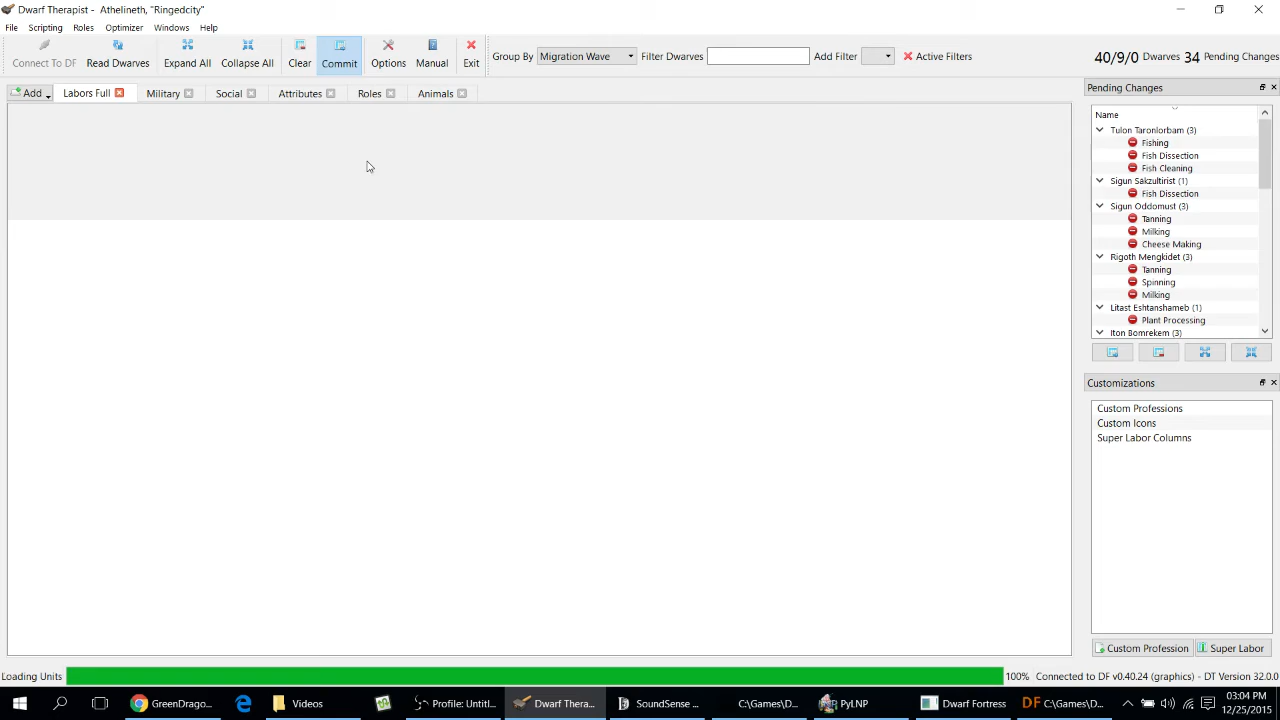 Dwarf Therapist - Athelineth, "Ringedcity"
File Scripting Roles Optimizer Windows Help
Connect To DF Read Dwarves Expand All Collapse All Clear Commit Options Manual Exit Group By Migration Wave Filter Dwarves Add Filter Active Filters 40/9/0 Dwarves 34 Pending Changes
Add Labors Full Military Social Attributes Roles Animals
Pending Changes
Name
Tulon Taronlorbam (3)
Fishing
Fish Dissection
Fish Cleaning
Sigun Sakzultirist (1)
Fish Dissection
Sigun Oddomust (3)
Tanning
Milking
Cheese Making
Rigoth Mengkidet (3)
Tanning
Spinning
Milking
Litast Eshtanshameb (1)
Plant Processing
Iton Bomrekem (3)
Customizations
Custom Professions
Custom Icons
Super Labor Columns
Custom Profession Super Labor
Loading Units 100% Connected to DF v0.40.24 (graphics) - DT Version 32.0.0
GreenDrago... Videos Profile: Untitl... Dwarf Thera... SoundSense ... C:\Games\D... PyLNP Dwarf Fortress DF C:\Games\D...
03:04 PM
12/25/2015